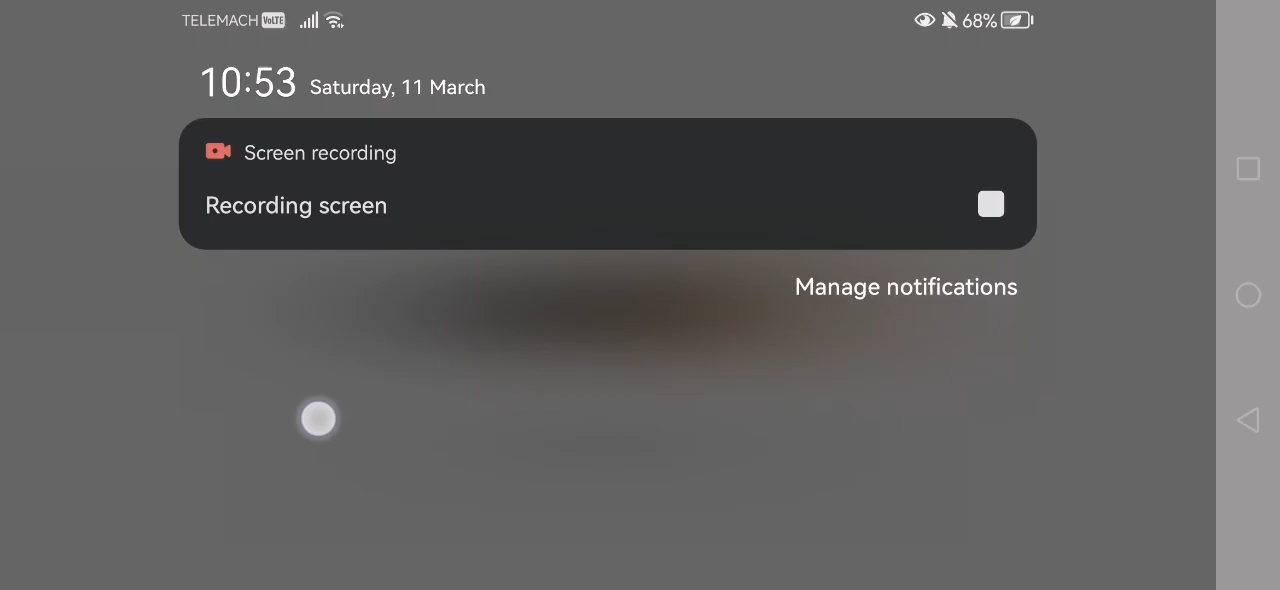 TELEMACH VoLTE 68%
10:53 Saturday, 11 March
Screen recording
Recording screen
Manage notifications